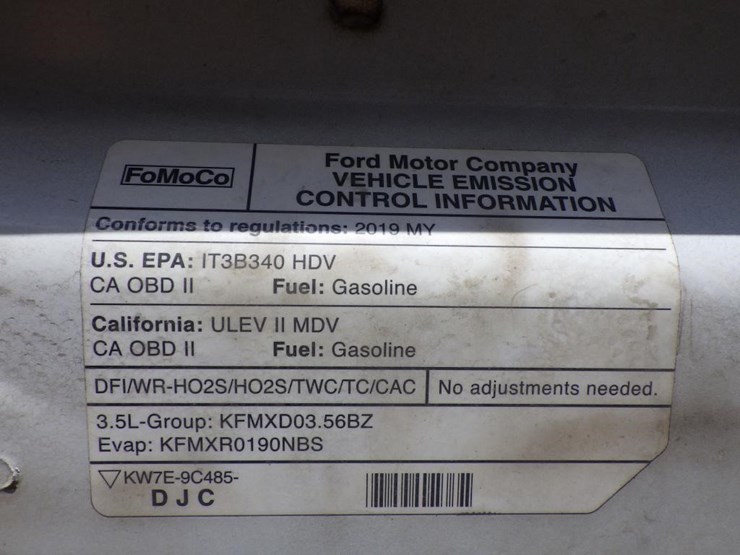 FoMoCo
Ford Motor Company
VEHICLE EMISSION
CONTROL INFORMATION
Conforms to regulations: 2019 MY
U.S. EPA: IT3B340 HDV
CA OBD II Fuel: Gasoline
California: ULEV II MDV
CA OBD II Fuel: Gasoline
DFI/WR-HO2S/HO2S/TWC/TC/CAC No adjustments needed.
3.5L-Group: KFMXD03.56BZ
Evap: KFMXR0190NBS
▽KW7E-9C485-
D J C